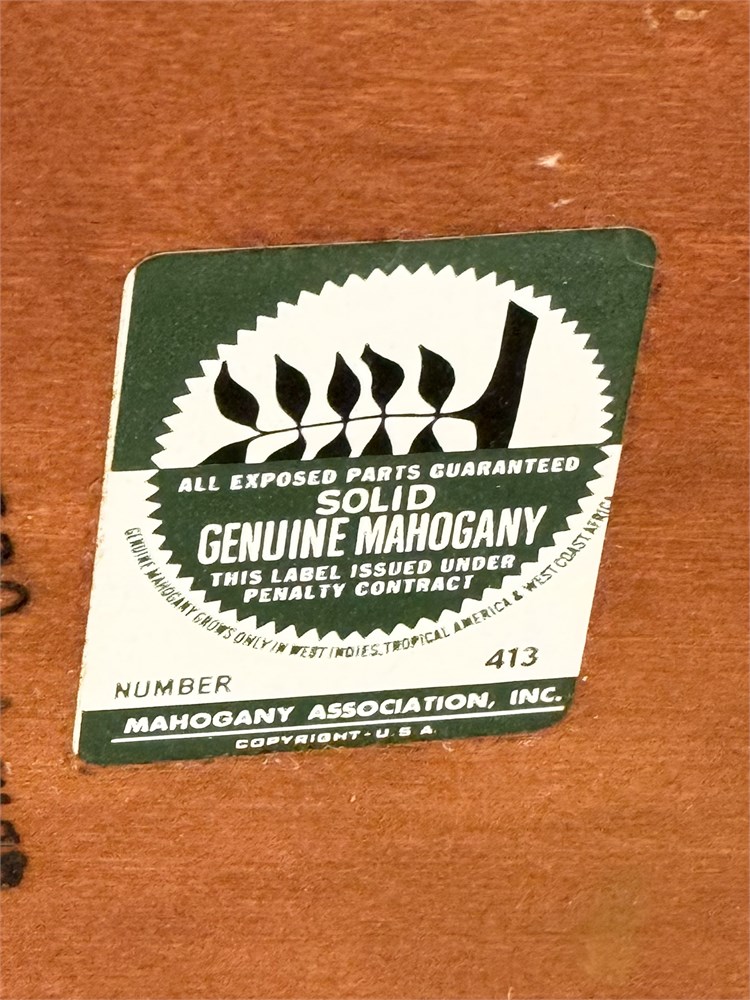 ALL EXPOSED PARTS GUARANTEED
SOLID
GENUINE MAHOGANY
THIS LABEL ISSUED UNDER
PENALTY CONTRACT
GENUINE MAHOGANY GROWS ONLY IN WEST INDIES, TROPICAL AMERICA & WEST COAST AFRICA
NUMBER 413
MAHOGANY ASSOCIATION, INC.
COPYRIGHT-U.S.A.